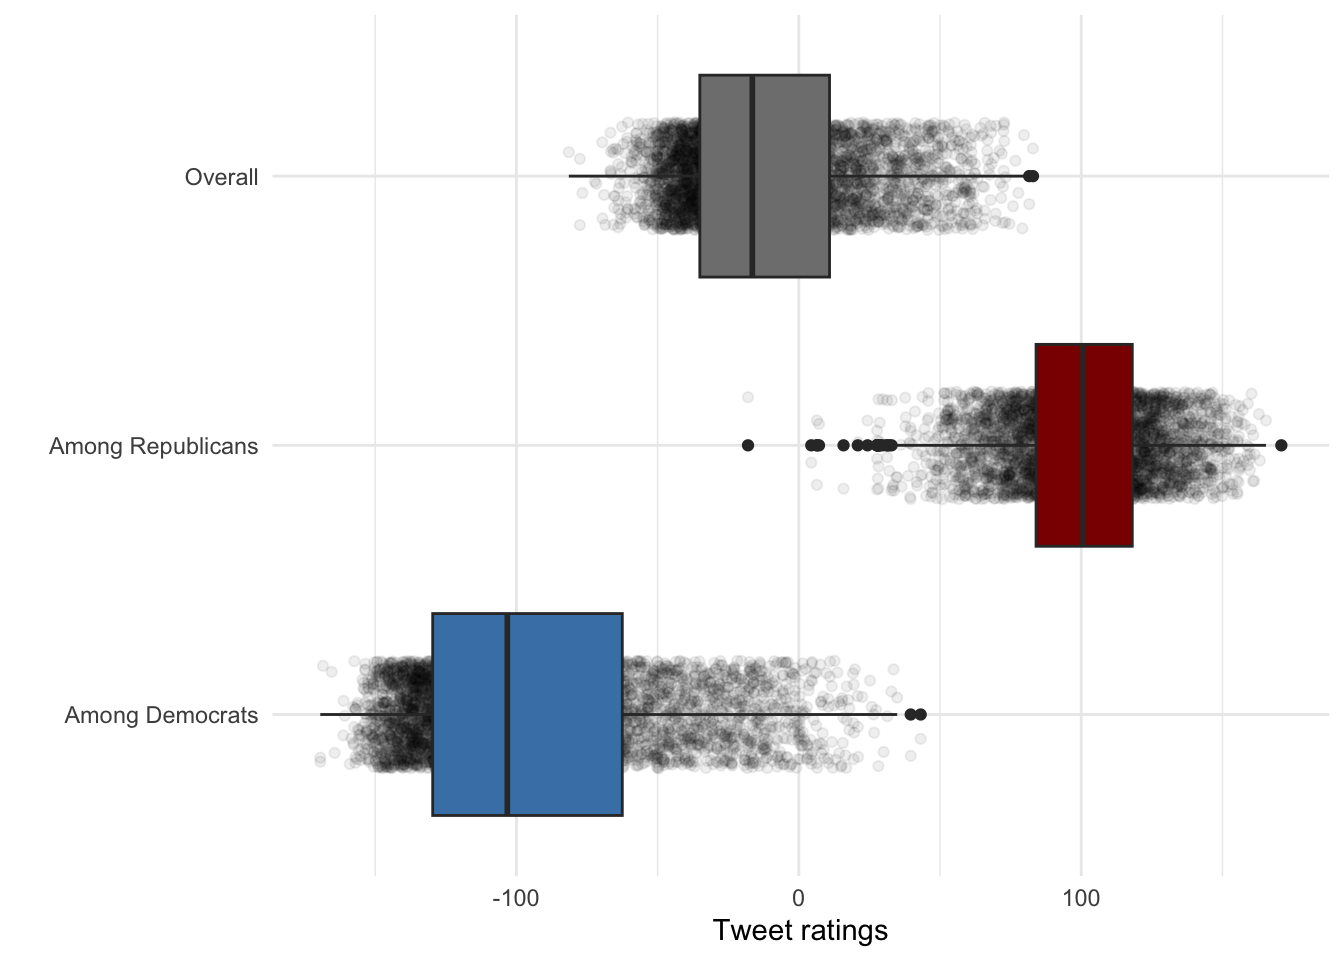 Overall
Among Republicans
Among Democrats
-100 0 100
Tweet ratings